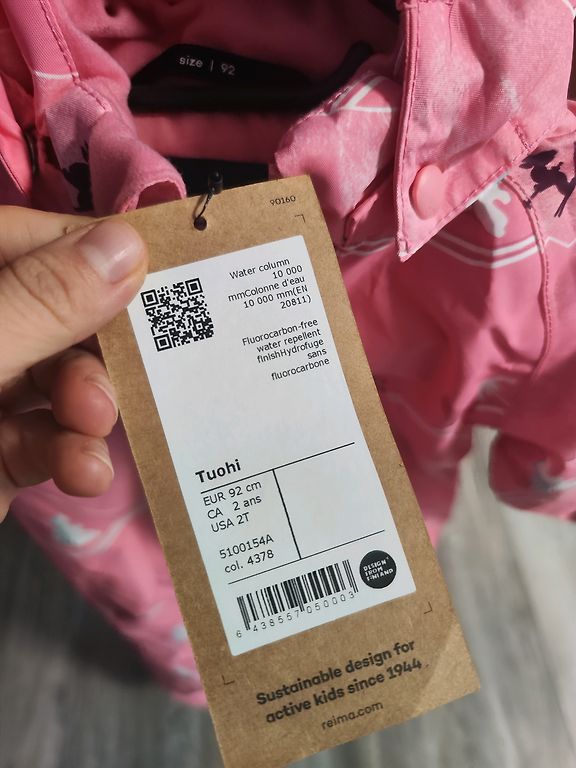 size | 92
90160
Water column
10 000
mmColonne d'eau
10 000 mm(EN
20811)
Fluorocarbon-free
water repellent
finishHydrofuge
sans
fluorocarbone
Tuohi
EUR 92 cm
CA 2 ans
USA 2T
5100154A
col. 4378
6 438557 050003
DESIGN
FROM
FINLAND
Sustainable design for
active kids since 1944
reima.com